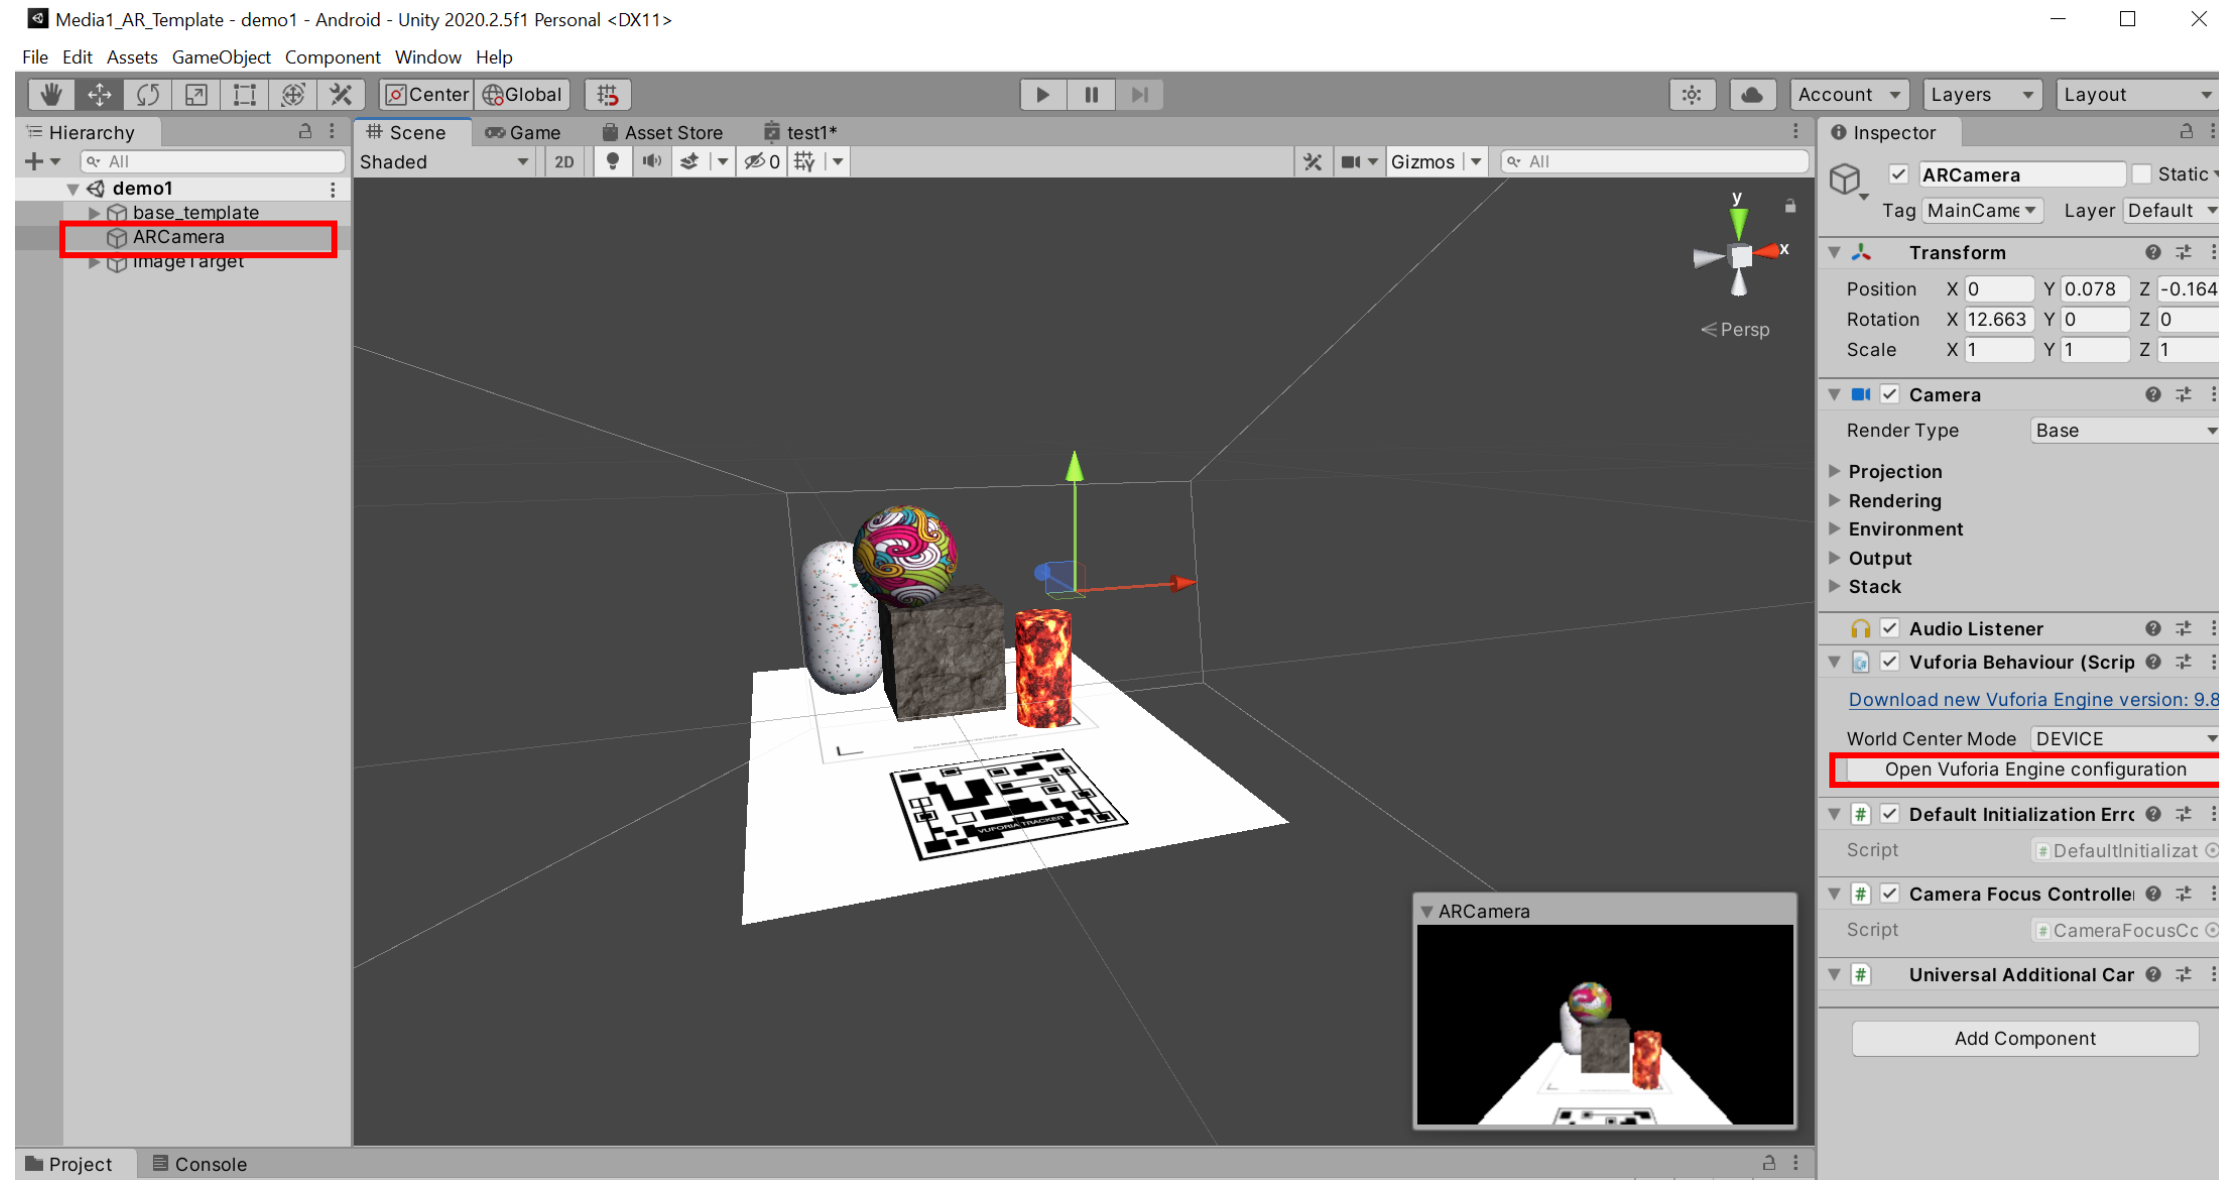 Media1_AR_Template - demo1 - Android - Unity 2020.2.5f1 Personal <DX11>
File Edit Assets GameObject Component Window Help
Center Global Account Layers Layout
Hierarchy
All
demo1
base_template
ARCamera
ImageTarget
Scene Game Asset Store test1*
Shaded 2D 0 Gizmos All
y
x
Persp
VUFORIA TRACKER
ARCamera
Inspector
ARCamera Static
Tag MainCame Layer Default
Transform
Position X 0 Y 0.078 Z -0.164
Rotation X 12.663 Y 0 Z 0
Scale X 1 Y 1 Z 1
Camera
Render Type Base
Projection
Rendering
Environment
Output
Stack
Audio Listener
Vuforia Behaviour (Scrip
Download new Vuforia Engine version: 9.8
World Center Mode DEVICE
Open Vuforia Engine configuration
Default Initialization Errc
Script DefaultInitializat
Camera Focus Controller
Script CameraFocusCc
Universal Additional Car
Add Component
Project Console